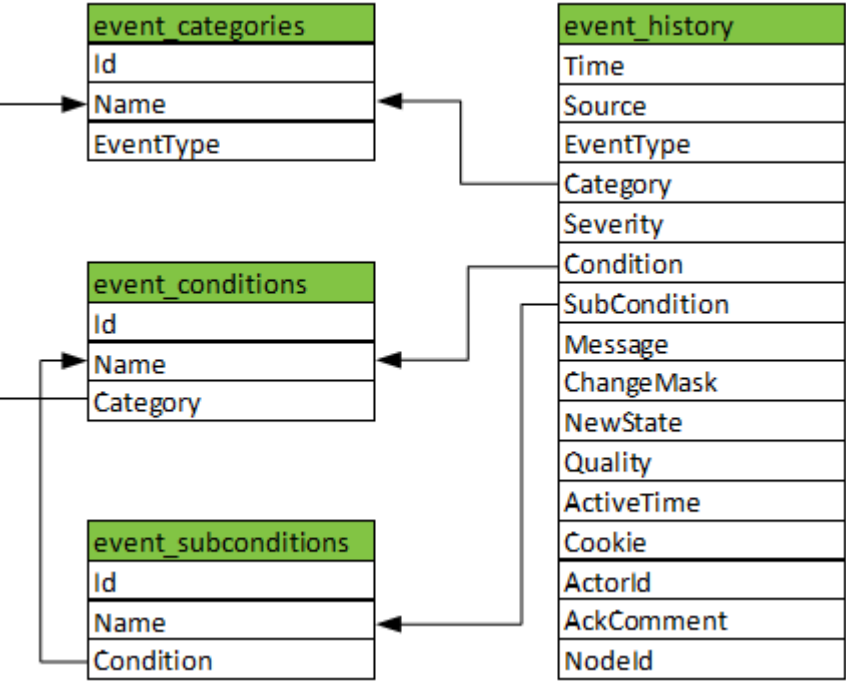 event_categories
Id
Name
EventType
event_conditions
Id
Name
Category
event_subconditions
Id
Name
Condition
event_history
Time
Source
EventType
Category
Severity
Condition
SubCondition
Message
ChangeMask
NewState
Quality
ActiveTime
Cookie
ActorId
AckComment
NodeId